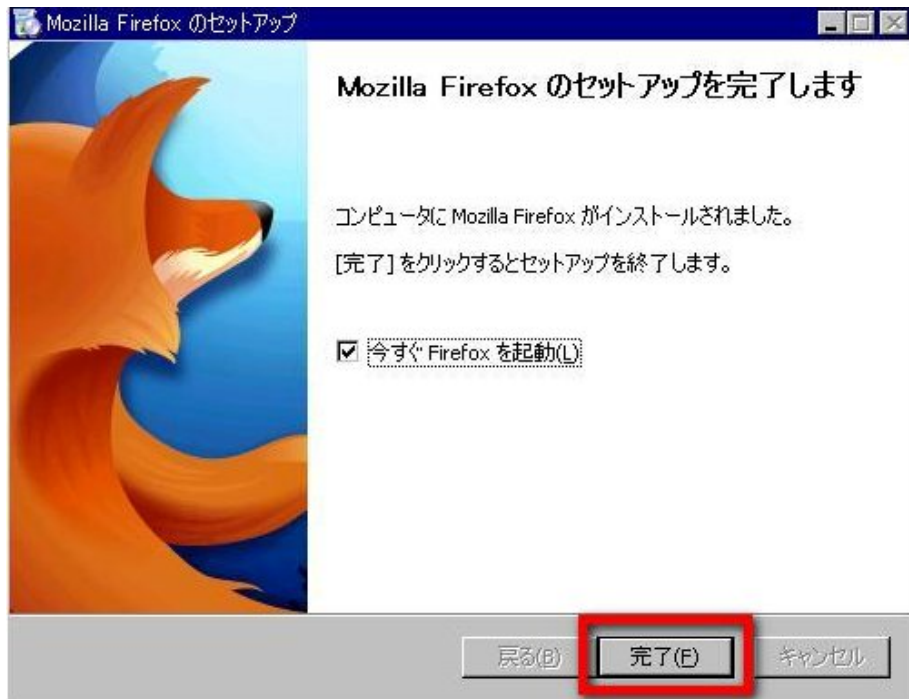 Mozilla Firefox のセットアップ
Mozilla Firefox のセットアップを完了します
コンピュータに Mozilla Firefox がインストールされました。
[完了] をクリックするとセットアップを終了します。
今すぐ Firefox を起動(L)
戻る(B)
完了(F)
キャンセル